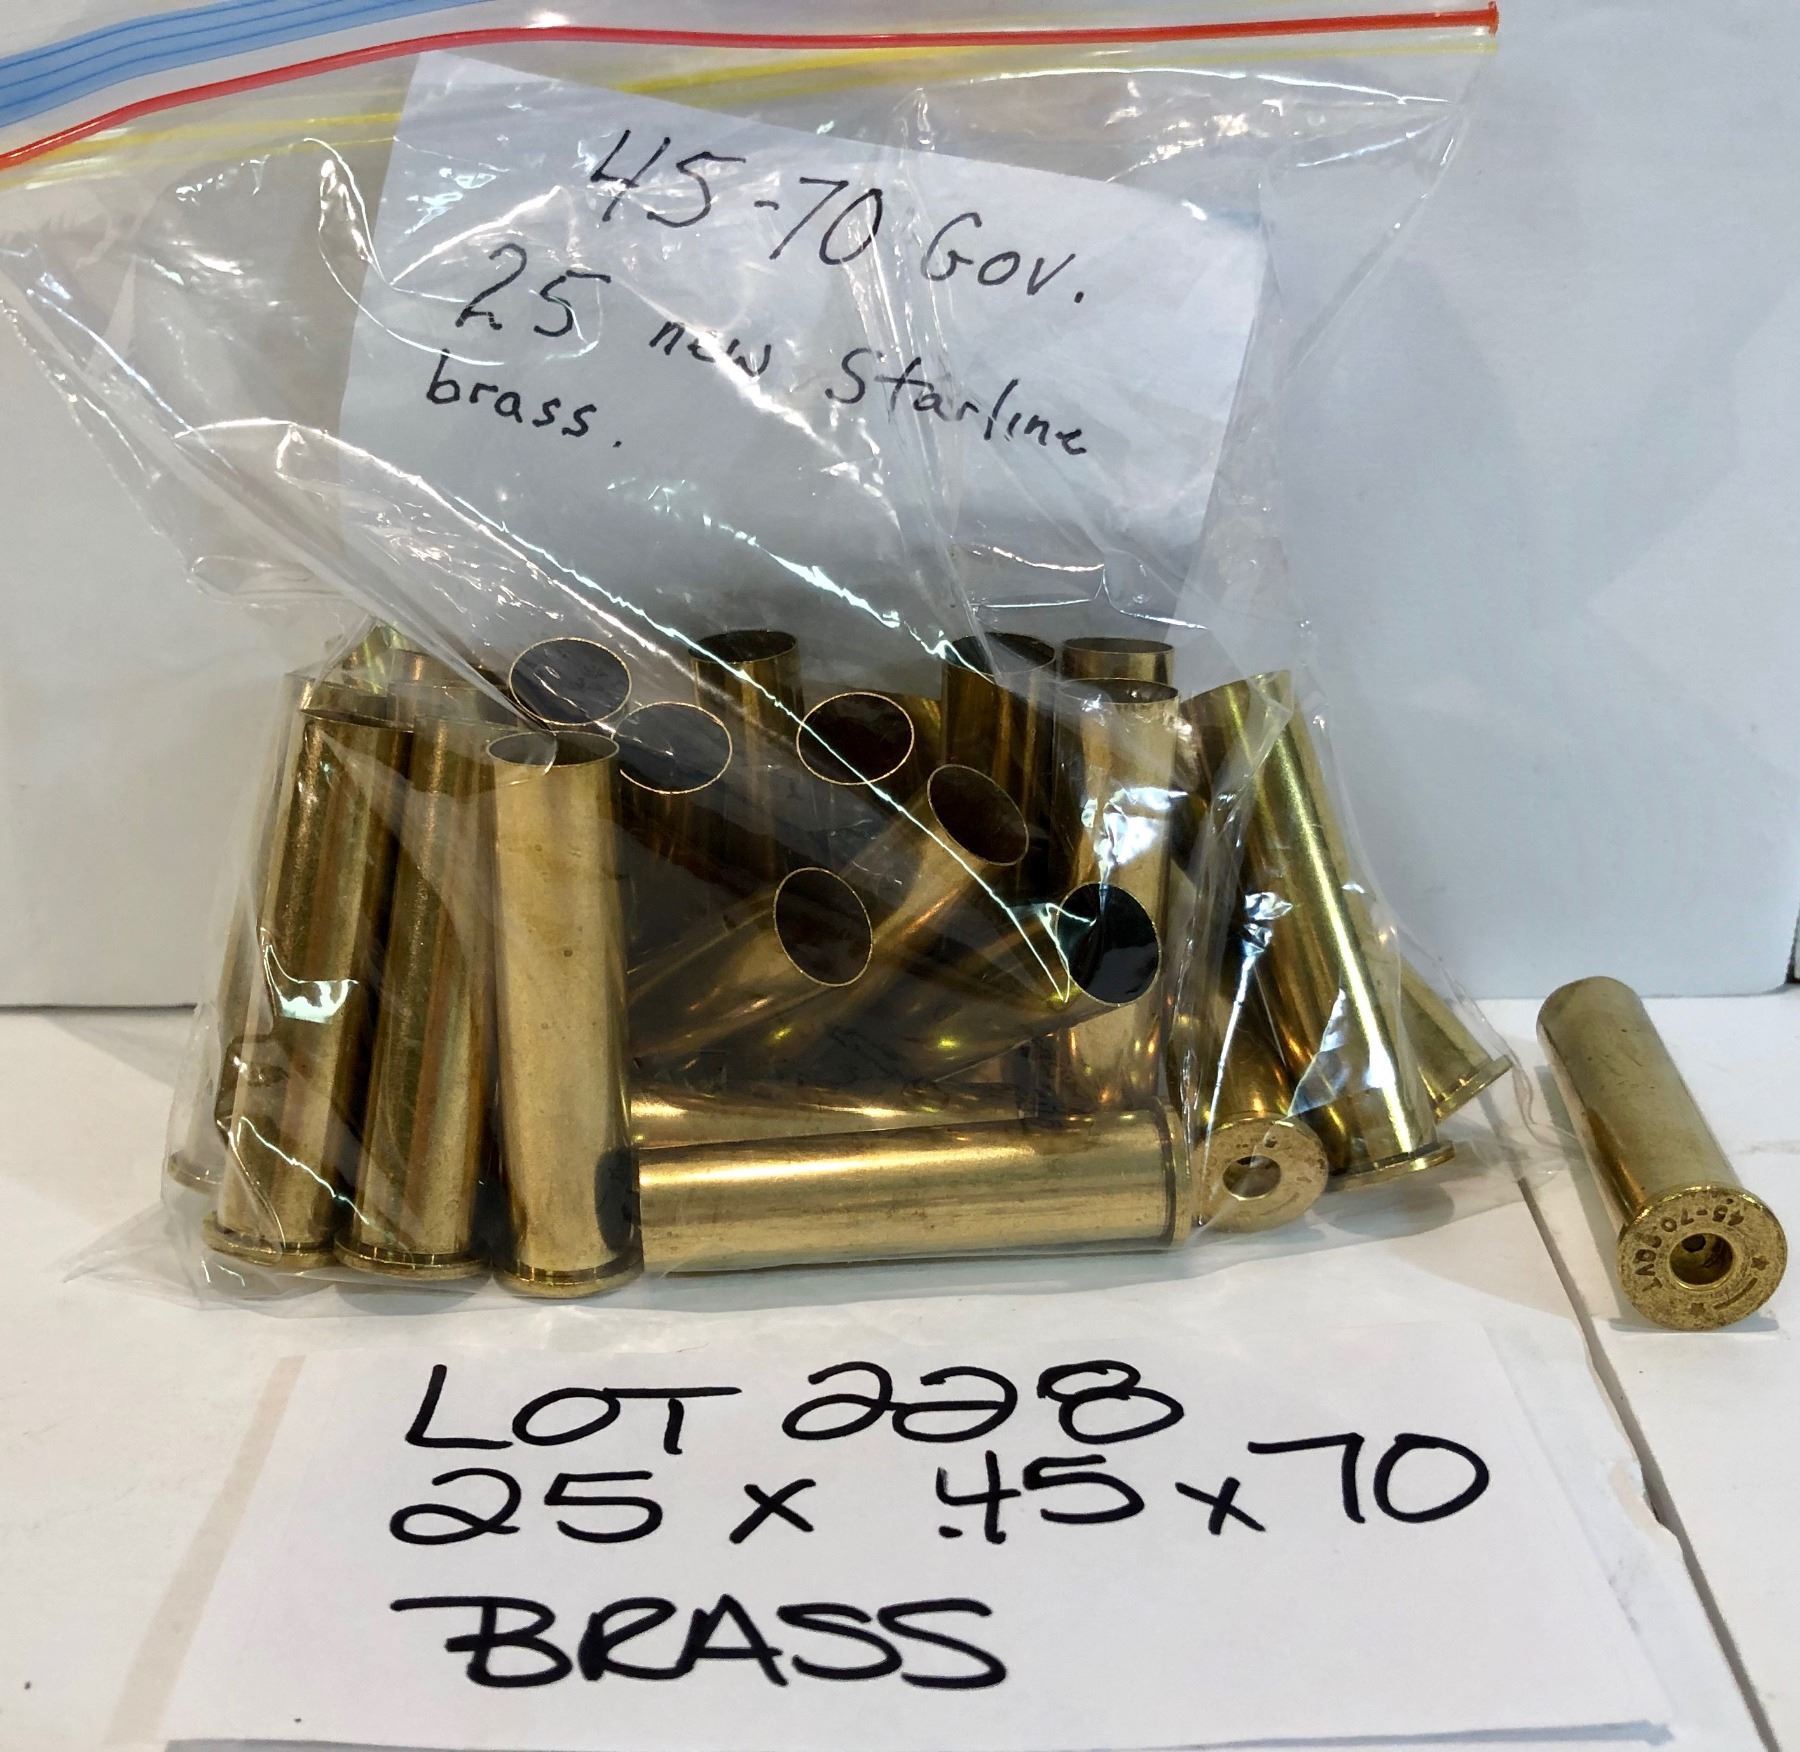 45-70 Gov.
25 new Starline
brass.
45-70 GOVT
LOT 228
25 x .45 x 70
BRASS